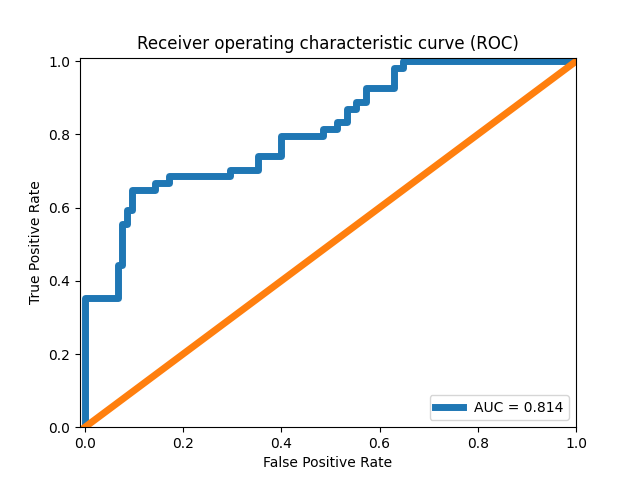 Receiver operating characteristic curve (ROC)
True Positive Rate
1.0
0.8
0.6
0.4
0.2
0.0
AUC = 0.814
0.0 0.2 0.4 0.6 0.8 1.0
False Positive Rate